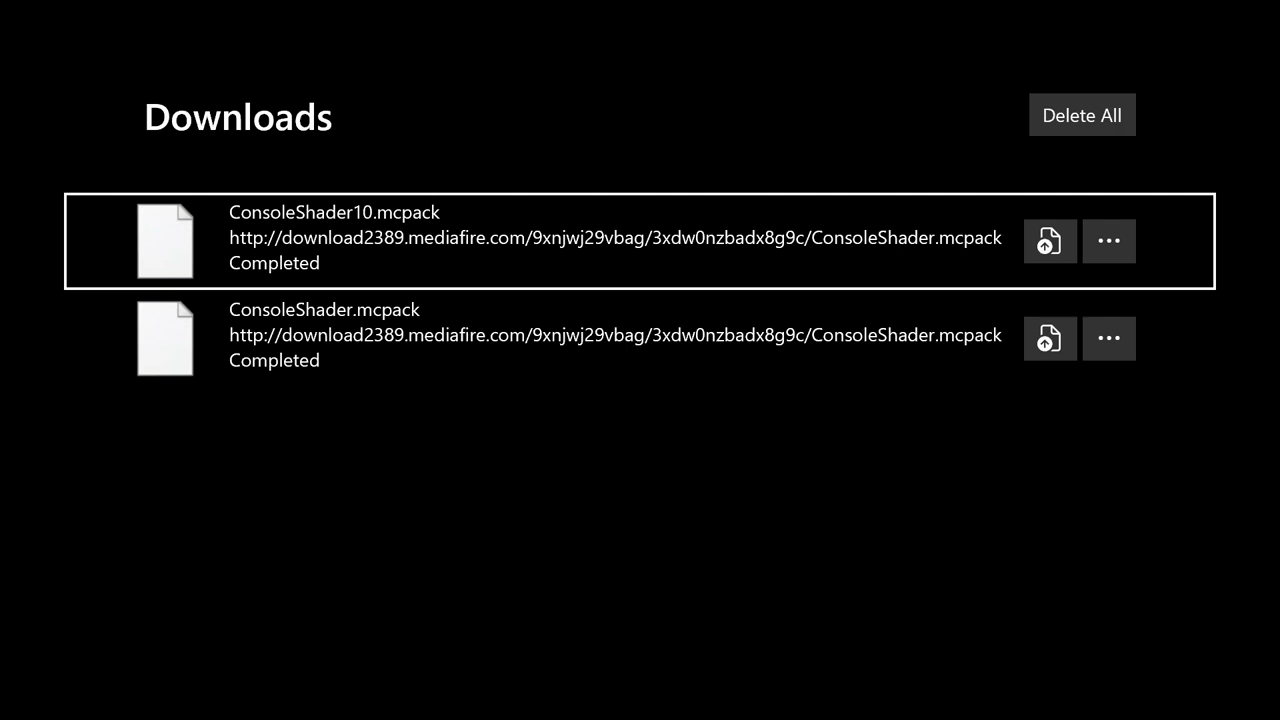 Downloads
Delete All
ConsoleShader10.mcpack
http://download2389.mediafire.com/9xnjwj29vbag/3xdw0nzbadx8g9c/ConsoleShader.mcpack
Completed
ConsoleShader.mcpack
http://download2389.mediafire.com/9xnjwj29vbag/3xdw0nzbadx8g9c/ConsoleShader.mcpack
Completed